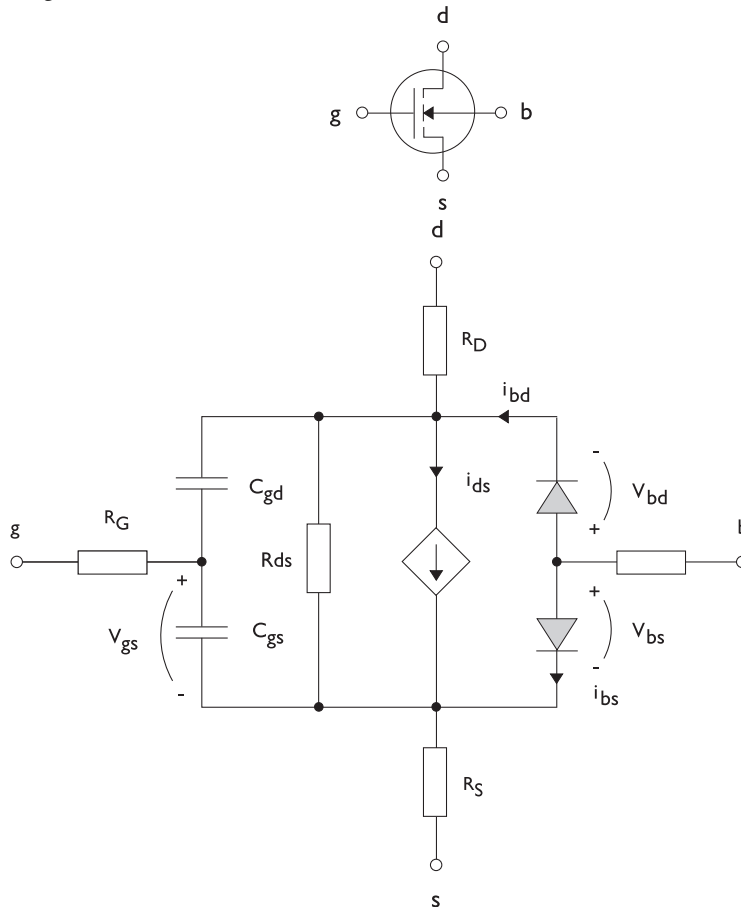 d
g
b
s
d
R_D
i_bd
C_gd
i_ds
-
V_bd
+
g
R_G
Rds
+
V_gs
-
C_gs
+
V_bs
-
i_bs
R_S
s